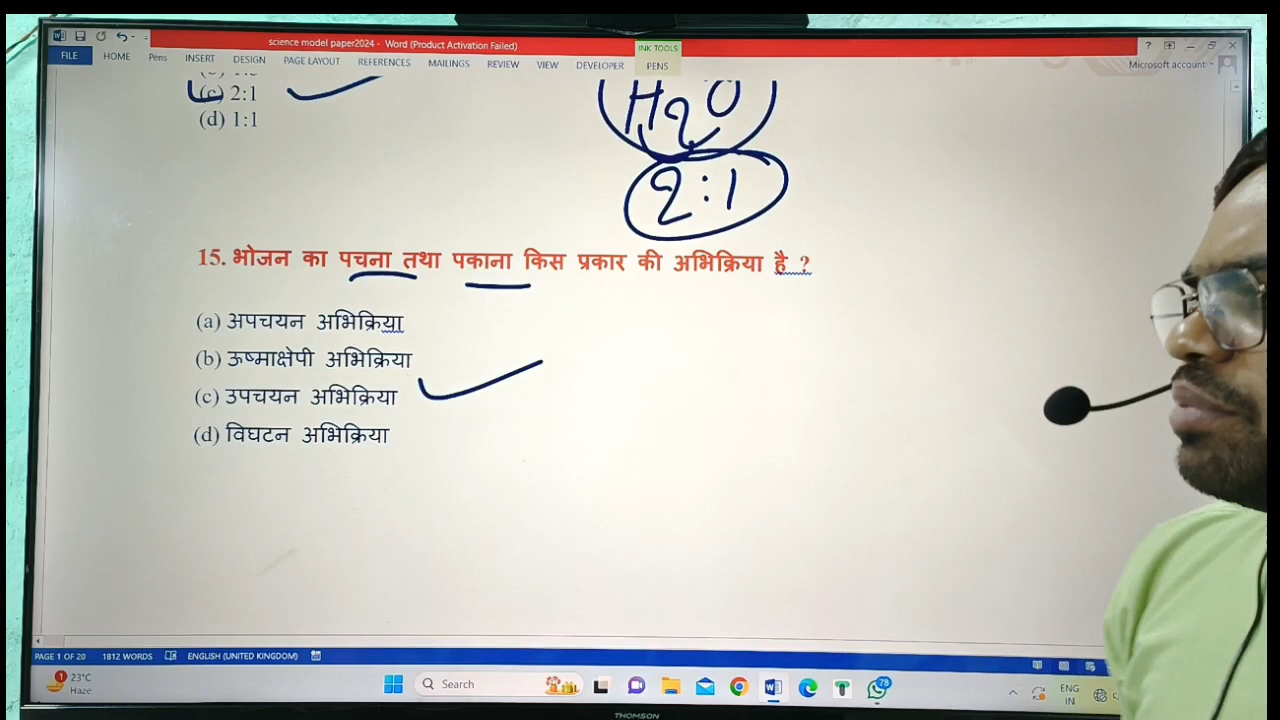 science model paper2024 - Word (Product Activation Failed)
INK TOOLS
FILE HOME Pens INSERT DESIGN PAGE LAYOUT REFERENCES MAILINGS REVIEW VIEW DEVELOPER PENS
Microsoft account
(c) 2:1
(d) 1:1
H2O
2:1
15. भोजन का पचना तथा पकाना किस प्रकार की अभिक्रिया है ?
(a) अपचयन अभिक्रिया
(b) ऊष्माक्षेपी अभिक्रिया
(c) उपचयन अभिक्रिया
(d) विघटन अभिक्रिया
PAGE 1 OF 20 1812 WORDS ENGLISH (UNITED KINGDOM)
1 23°C
Haze
Search
78
ENG
IN
THOMSON